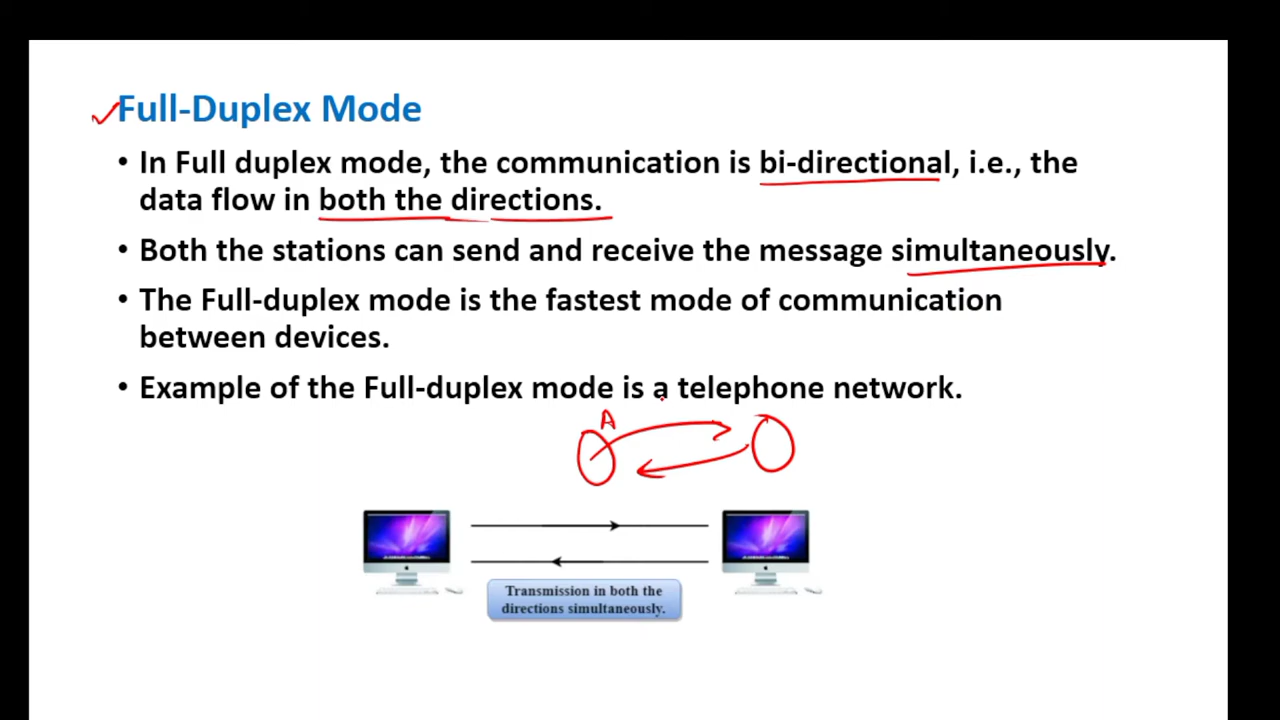 Full-Duplex Mode
• In Full duplex mode, the communication is bi-directional, i.e., the
data flow in both the directions.
• Both the stations can send and receive the message simultaneously.
• The Full-duplex mode is the fastest mode of communication
between devices.
• Example of the Full-duplex mode is a telephone network.
A
Transmission in both the
directions simultaneously.